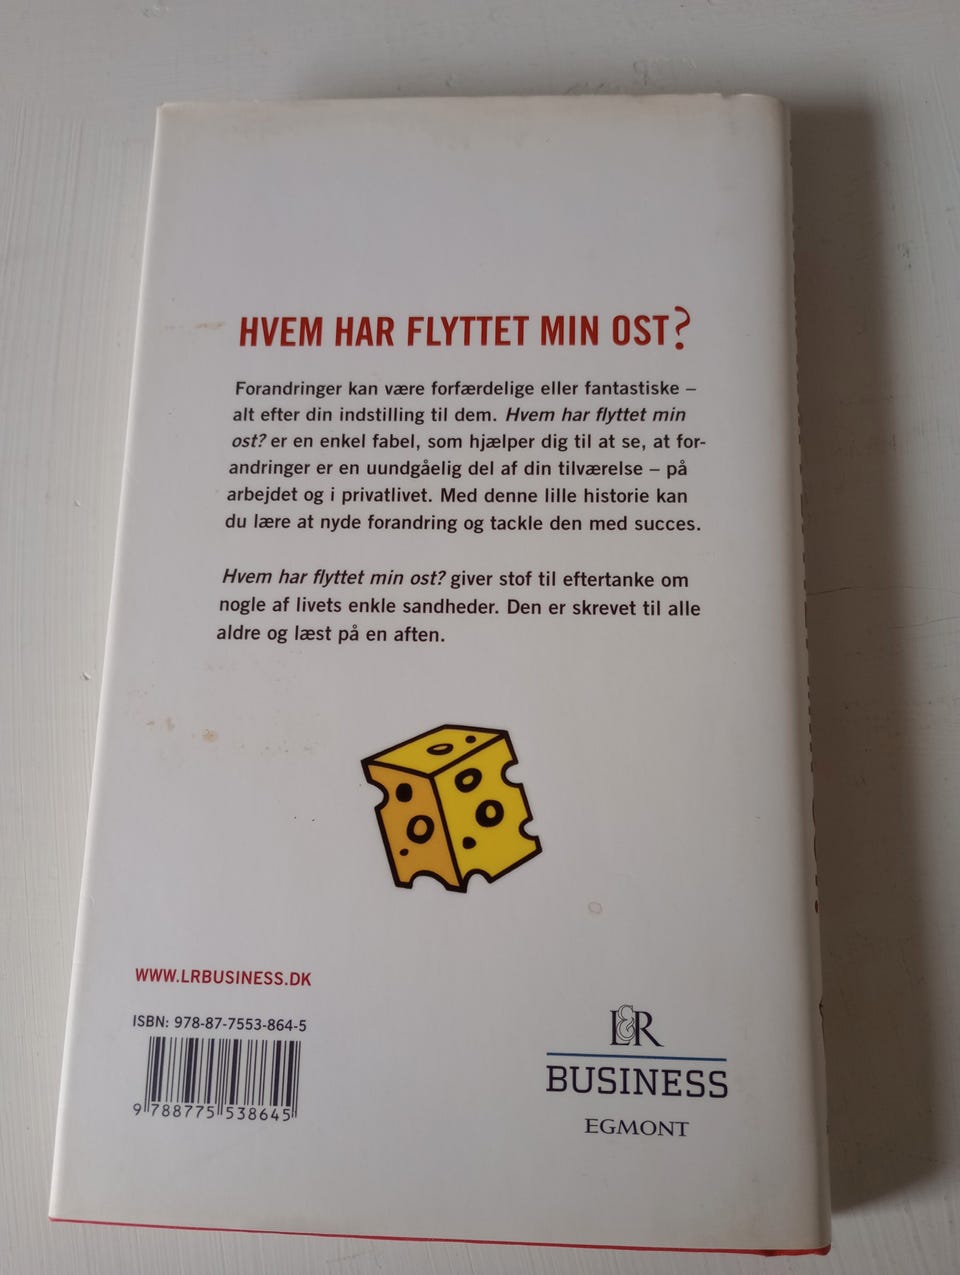 HVEM HAR FLYTTET MIN OST?
Forandringer kan være forfærdelige eller fantastiske –
alt efter din indstilling til dem. Hvem har flyttet min
ost? er en enkel fabel, som hjælper dig til at se, at for-
andringer er en uundgåelig del af din tilværelse – på
arbejdet og i privatlivet. Med denne lille historie kan
du lære at nyde forandring og tackle den med succes.
Hvem har flyttet min ost? giver stof til eftertanke om
nogle af livets enkle sandheder. Den er skrevet til alle
aldre og læst på en aften.
WWW.LRBUSINESS.DK
ISBN: 978-87-7553-864-5
9 788775 538645
L&R
BUSINESS
EGMONT